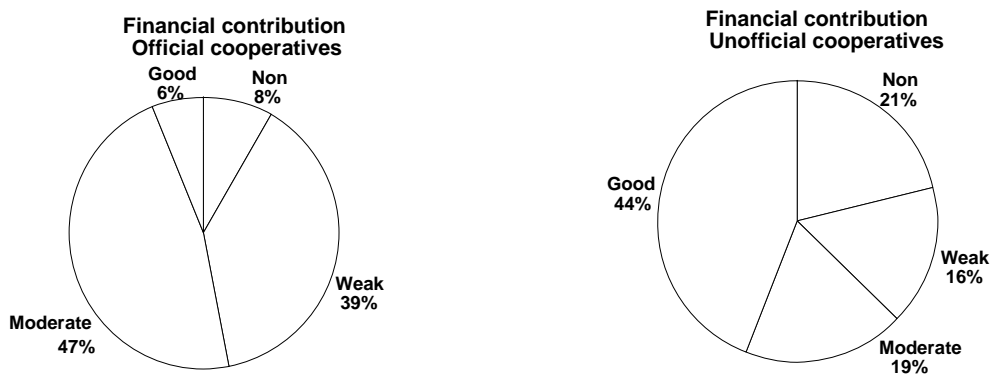 Financial contribution
Official cooperatives
Good
6%
Non
8%
Weak
39%
Moderate
47%
Financial contribution
Unofficial cooperatives
Non
21%
Good
44%
Weak
16%
Moderate
19%